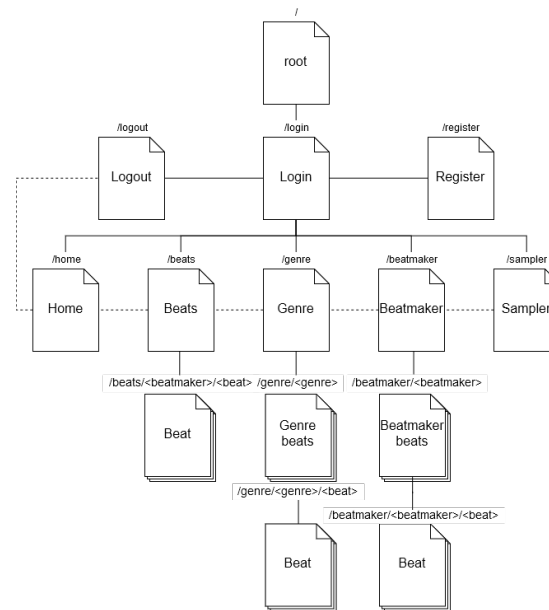 /
root
/logout
/login
/register
Logout
Login
Register
/home
/beats
/genre
/beatmaker
/sampler
Home
Beats
Genre
Beatmaker
Sampler
/beats/<beatmaker>/<beat>
/genre/<genre>
/beatmaker/<beatmaker>
Beat
Genre
beats
Beatmaker
beats
/genre/<genre>/<beat>
/beatmaker/<beatmaker>/<beat>
Beat
Beat